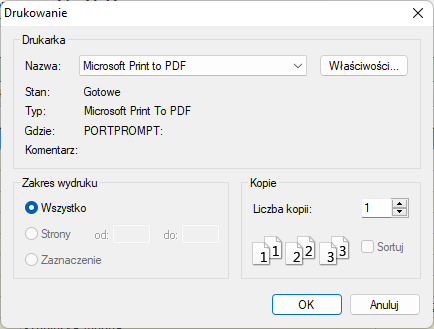 Drukowanie
Drukarka
Nazwa: Microsoft Print to PDF Właściwości...
Stan: Gotowe
Typ: Microsoft Print To PDF
Gdzie: PORTPROMPT:
Komentarz:
Zakres wydruku
Wszystko
Strony od: do:
Zaznaczenie
Kopie
Liczba kopii: 1
1 1 2 2 3 3
Sortuj
OK Anuluj